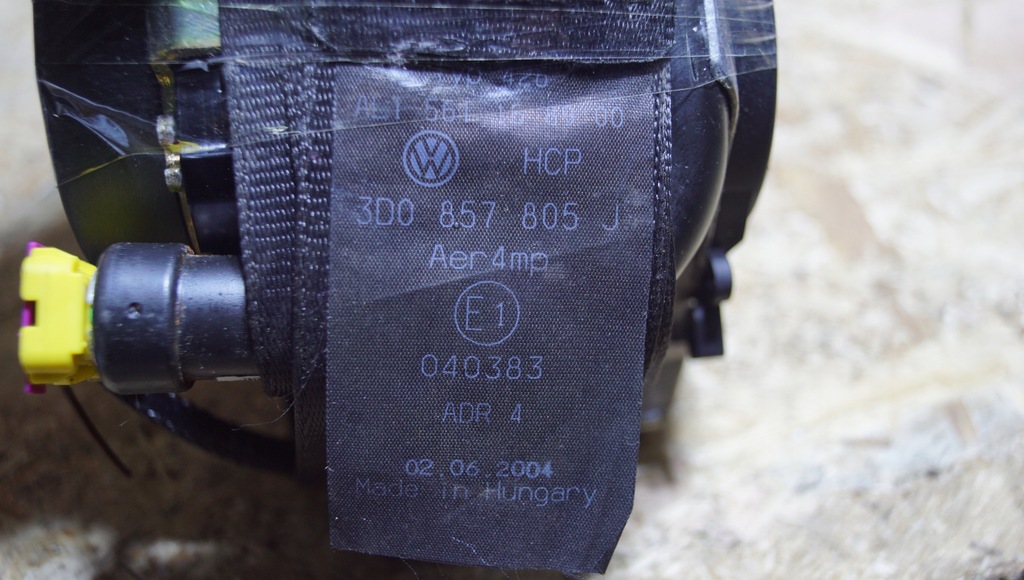 VW HCP
3D0 857 805 J
Aer4mp
E1
040383
ADR 4
02.06.2004
Made in Hungary